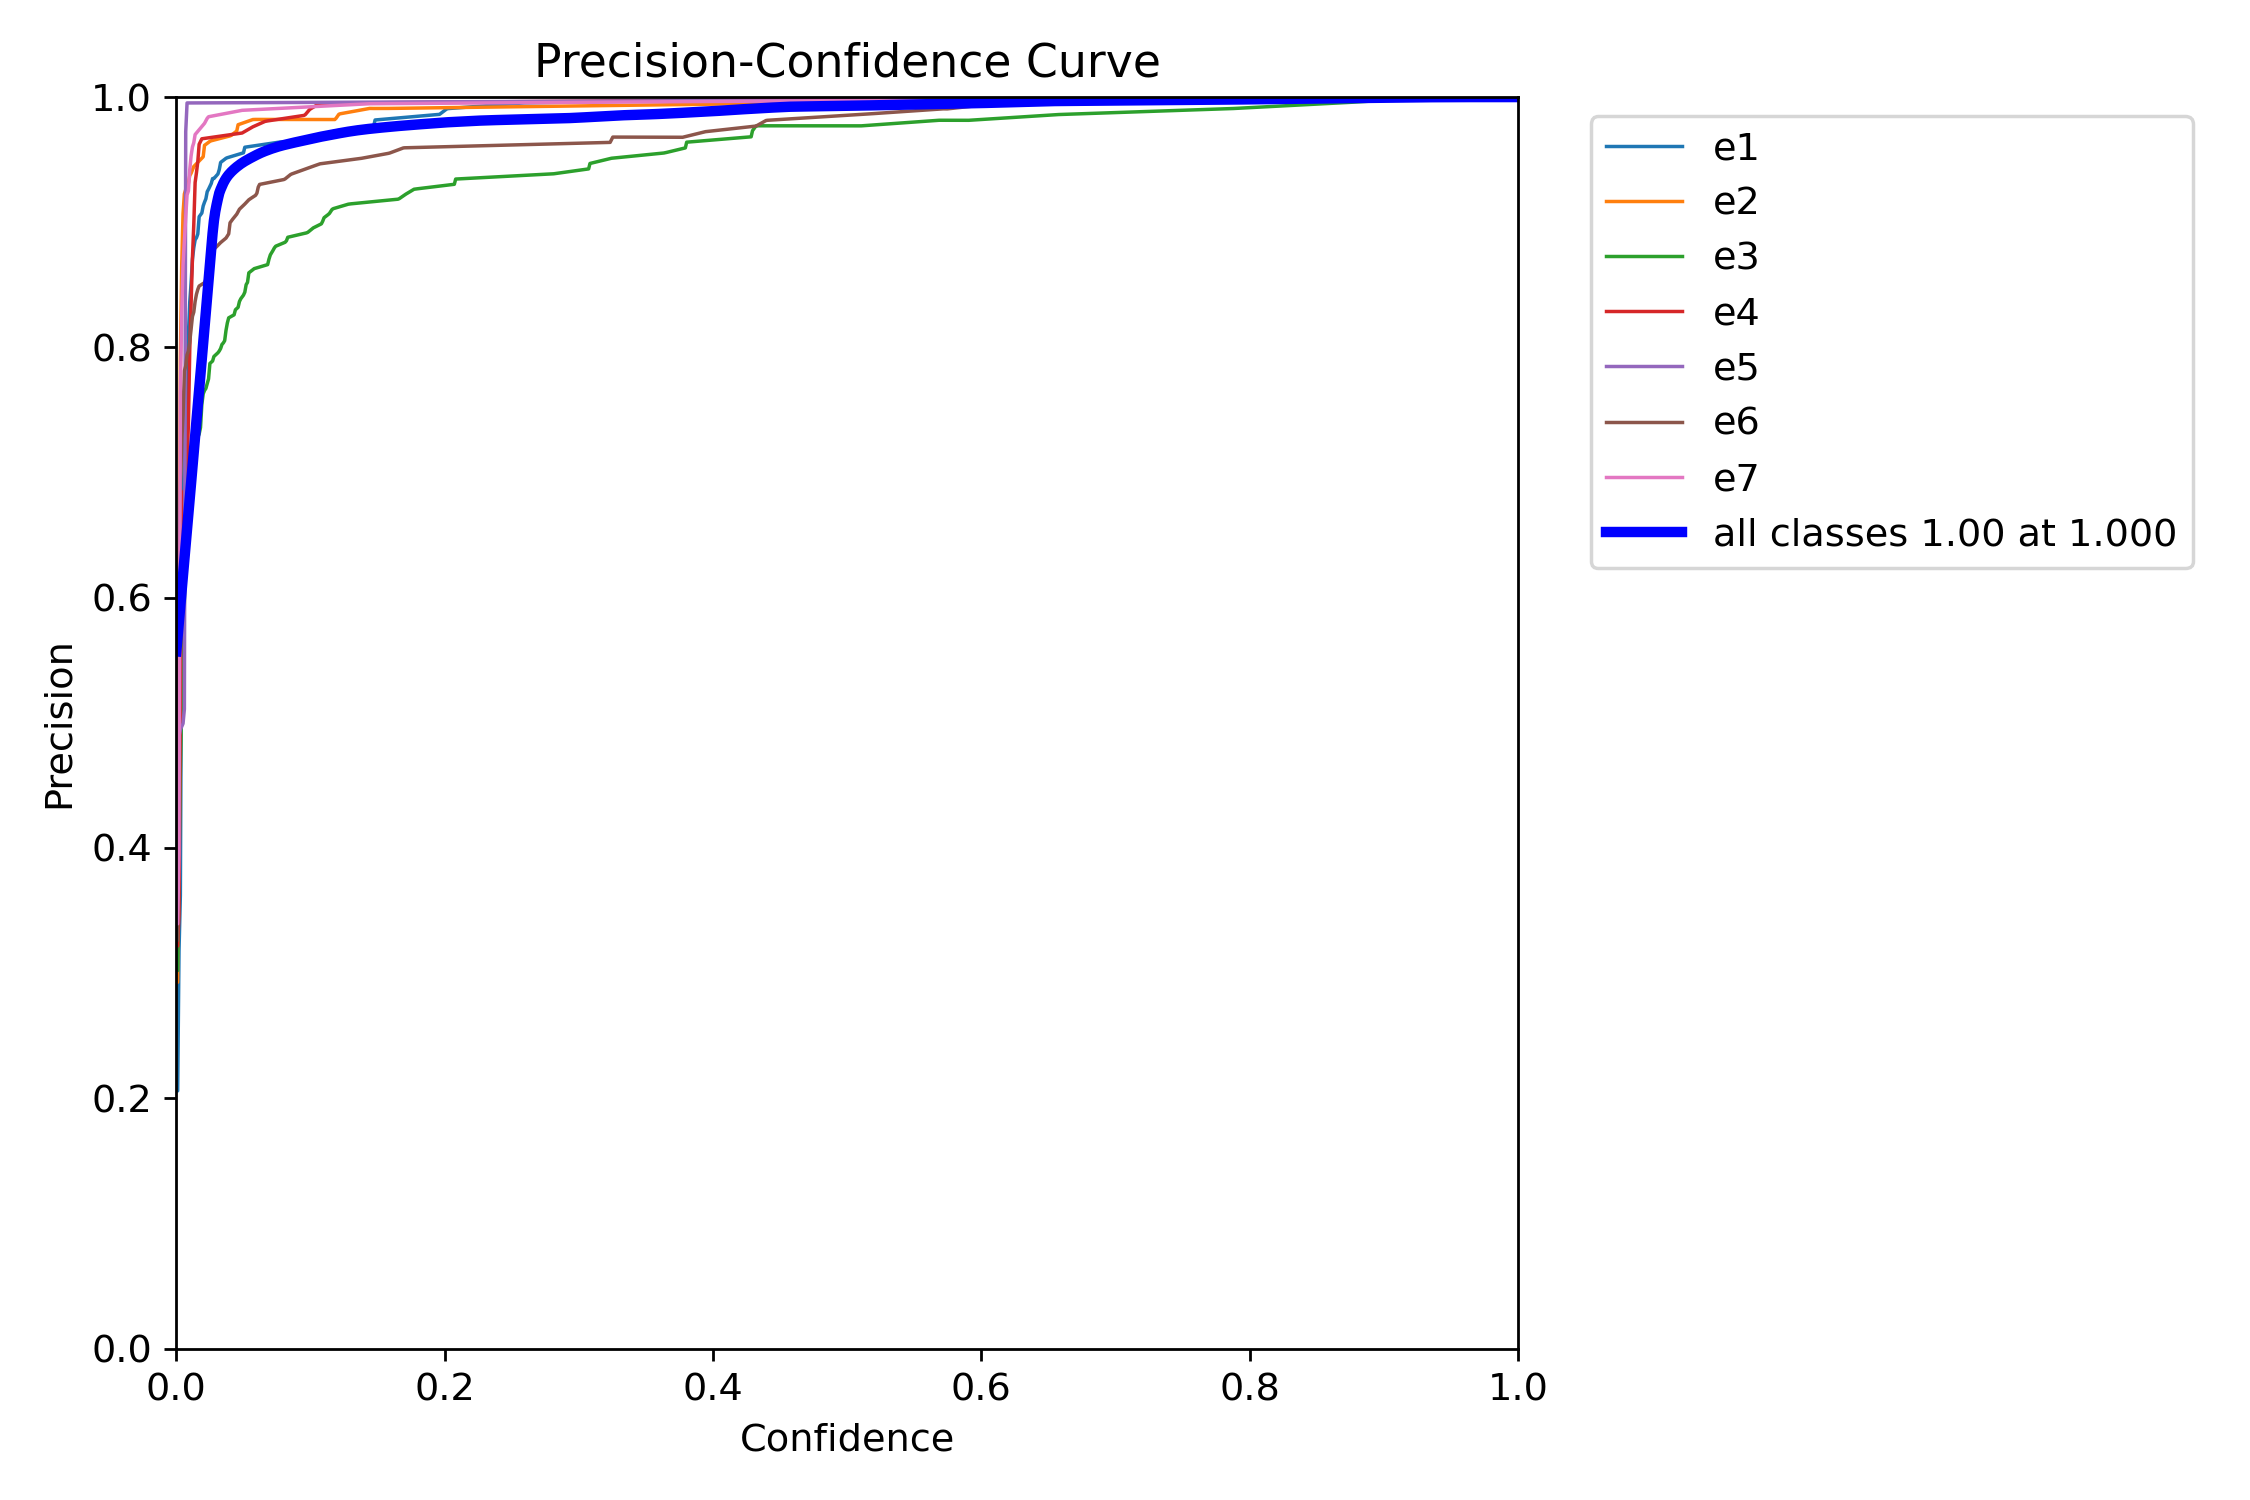 Precision-Confidence Curve
1.0
0.8
0.6
0.4
0.2
0.0
Precision
0.0 0.2 0.4 0.6 0.8 1.0
Confidence
e1
e2
e3
e4
e5
e6
e7
all classes 1.00 at 1.000